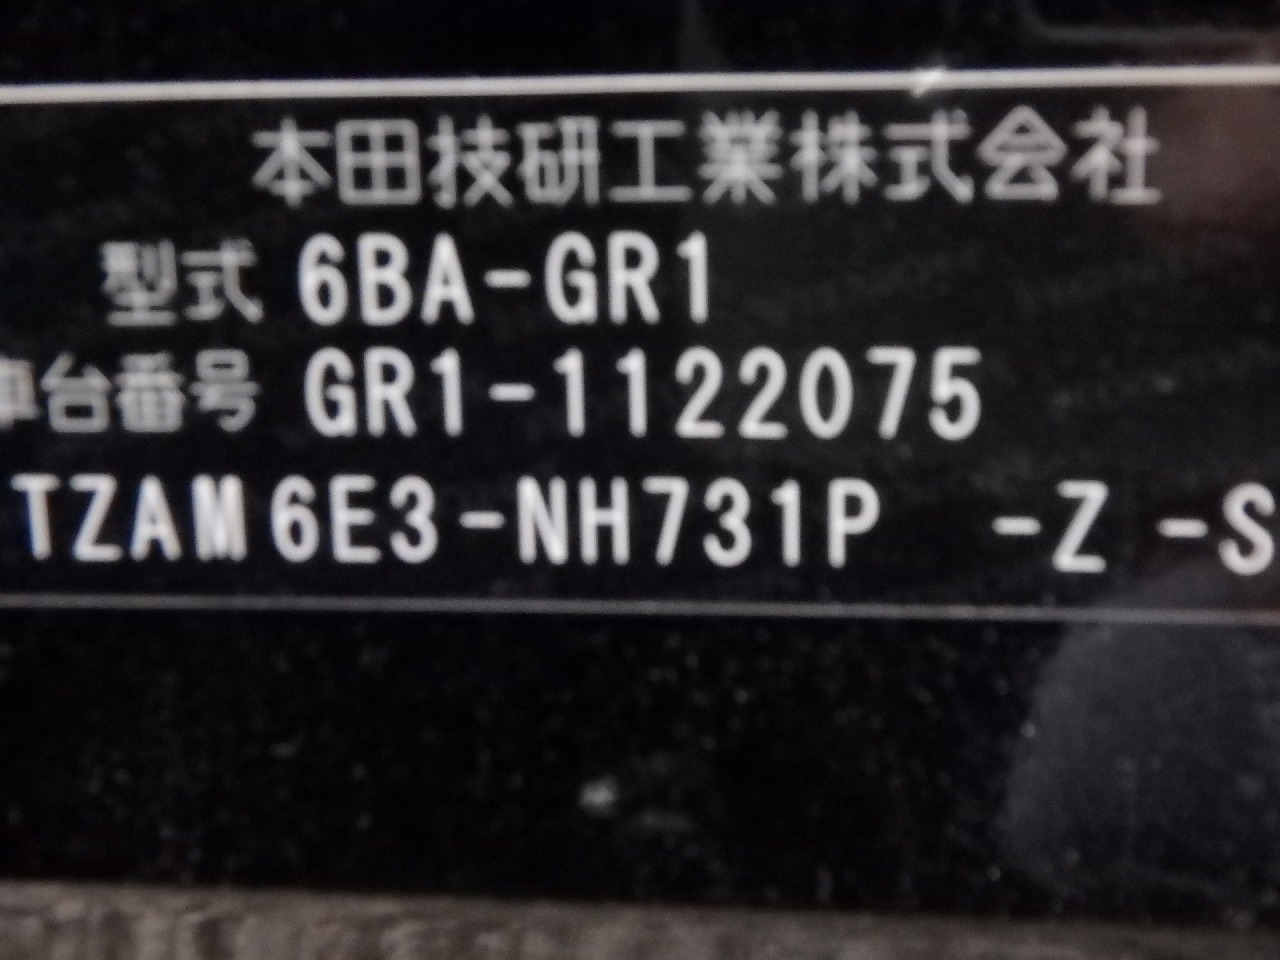 本田技研工業株式会社
型式 6BA-GR1
車台番号 GR1-1122075
TZAM6E3-NH731P -Z -S